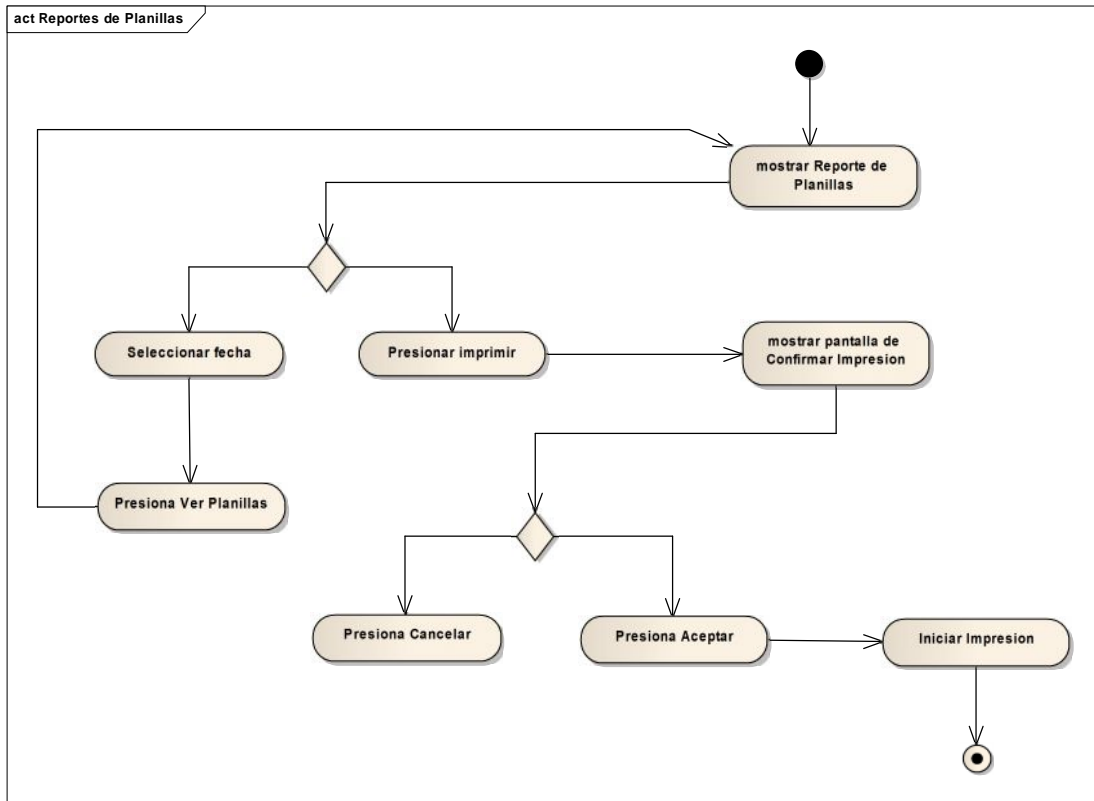 act Reportes de Planillas
mostrar Reporte de
Planillas
Seleccionar fecha
Presionar imprimir
mostrar pantalla de
Confirmar Impresion
Presiona Ver Planillas
Presiona Cancelar
Presiona Aceptar
Iniciar Impresion